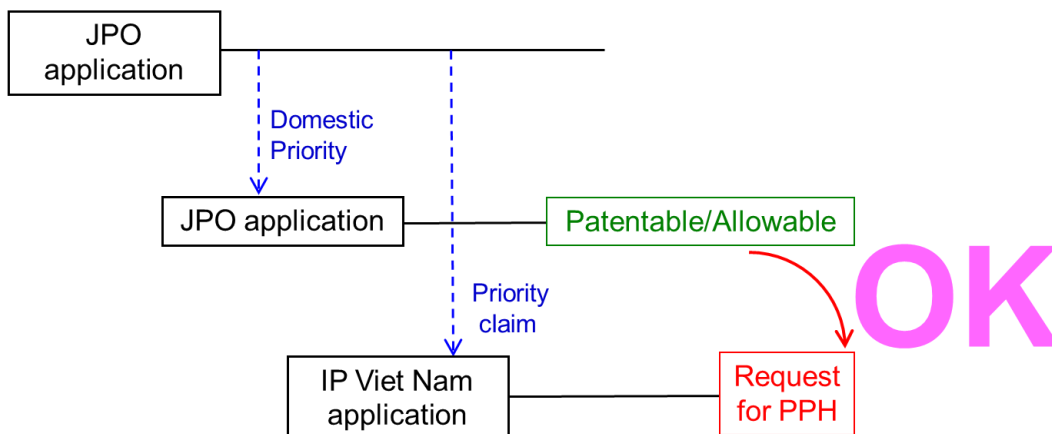 JPO
application
Domestic
Priority
JPO application
Patentable/Allowable
OK
Priority
claim
IP Viet Nam
application
Request
for PPH